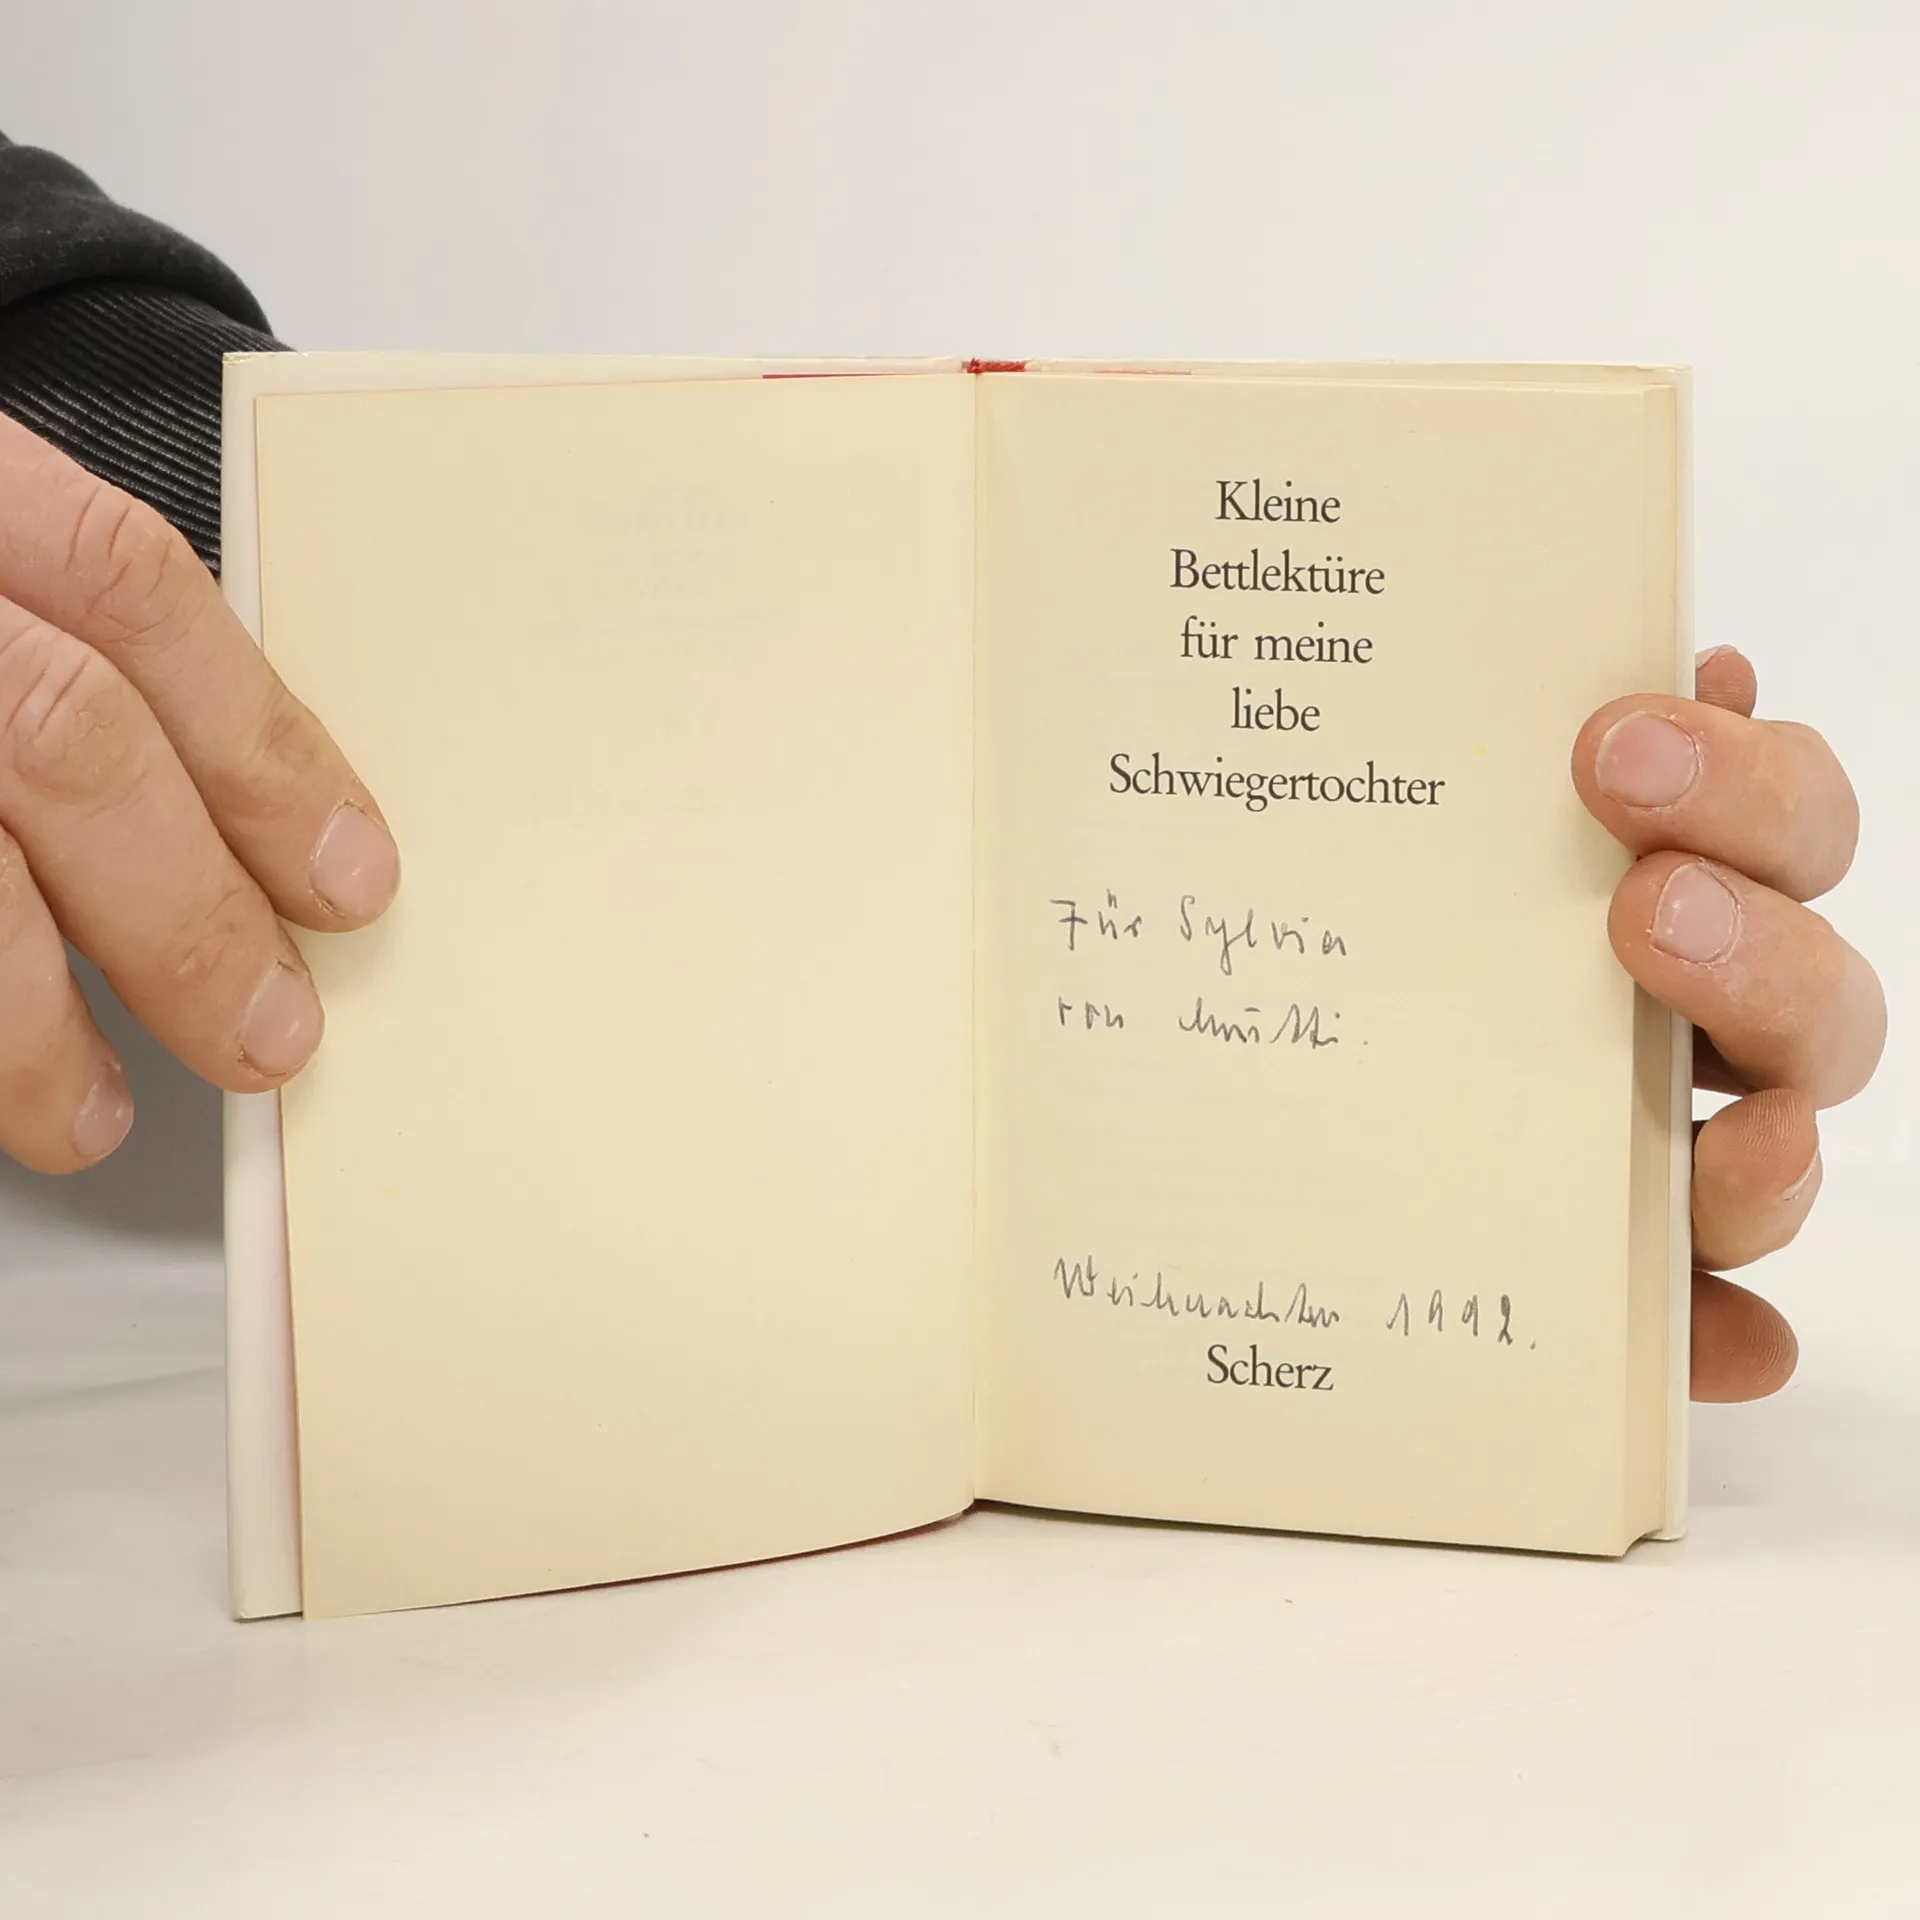 Kleine
Bettlektüre
für meine
liebe
Schwiegertochter
Für Sylvia
von Mutti.
Weihnachten 1992.
Scherz